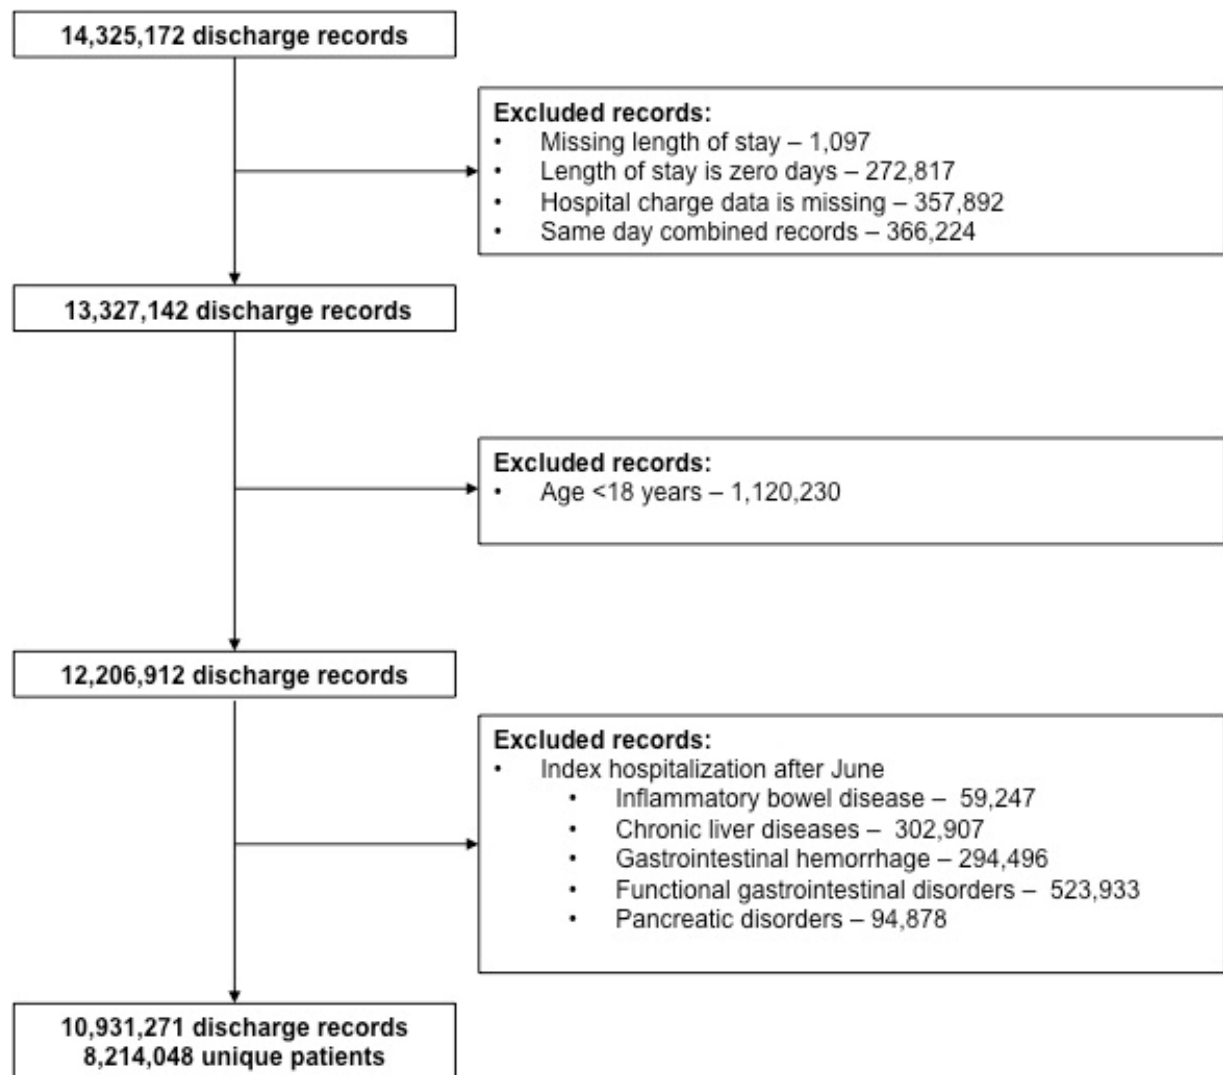 14,325,172 discharge records
Excluded records:
• Missing length of stay – 1,097
• Length of stay is zero days – 272,817
• Hospital charge data is missing – 357,892
• Same day combined records – 366,224
13,327,142 discharge records
Excluded records:
• Age <18 years – 1,120,230
12,206,912 discharge records
Excluded records:
• Index hospitalization after June
• Inflammatory bowel disease – 59,247
• Chronic liver diseases – 302,907
• Gastrointestinal hemorrhage – 294,496
• Functional gastrointestinal disorders – 523,933
• Pancreatic disorders – 94,878
10,931,271 discharge records
8,214,048 unique patients